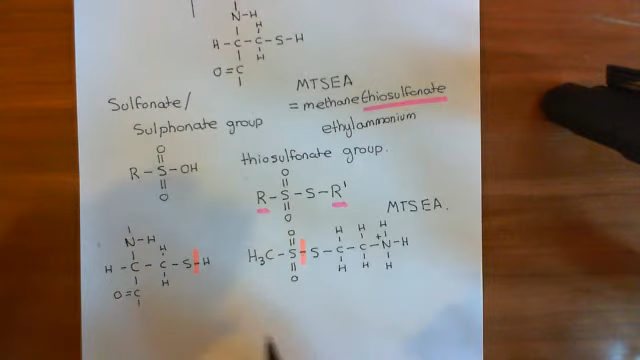 N-H
H
H-C-C-S-H
H
O=C
Sulfonate/
Sulphonate group
O
R-S-OH
O
MTSEA
= methanethiosulfonate
ethylammonium
thiosulfonate group.
O
R-S-S-R'
O
MTSEA.
N-H
H
H-C-C-S-H
H
O=C
O H H H
H3C-S-S-C-C-N+-H
O H H H